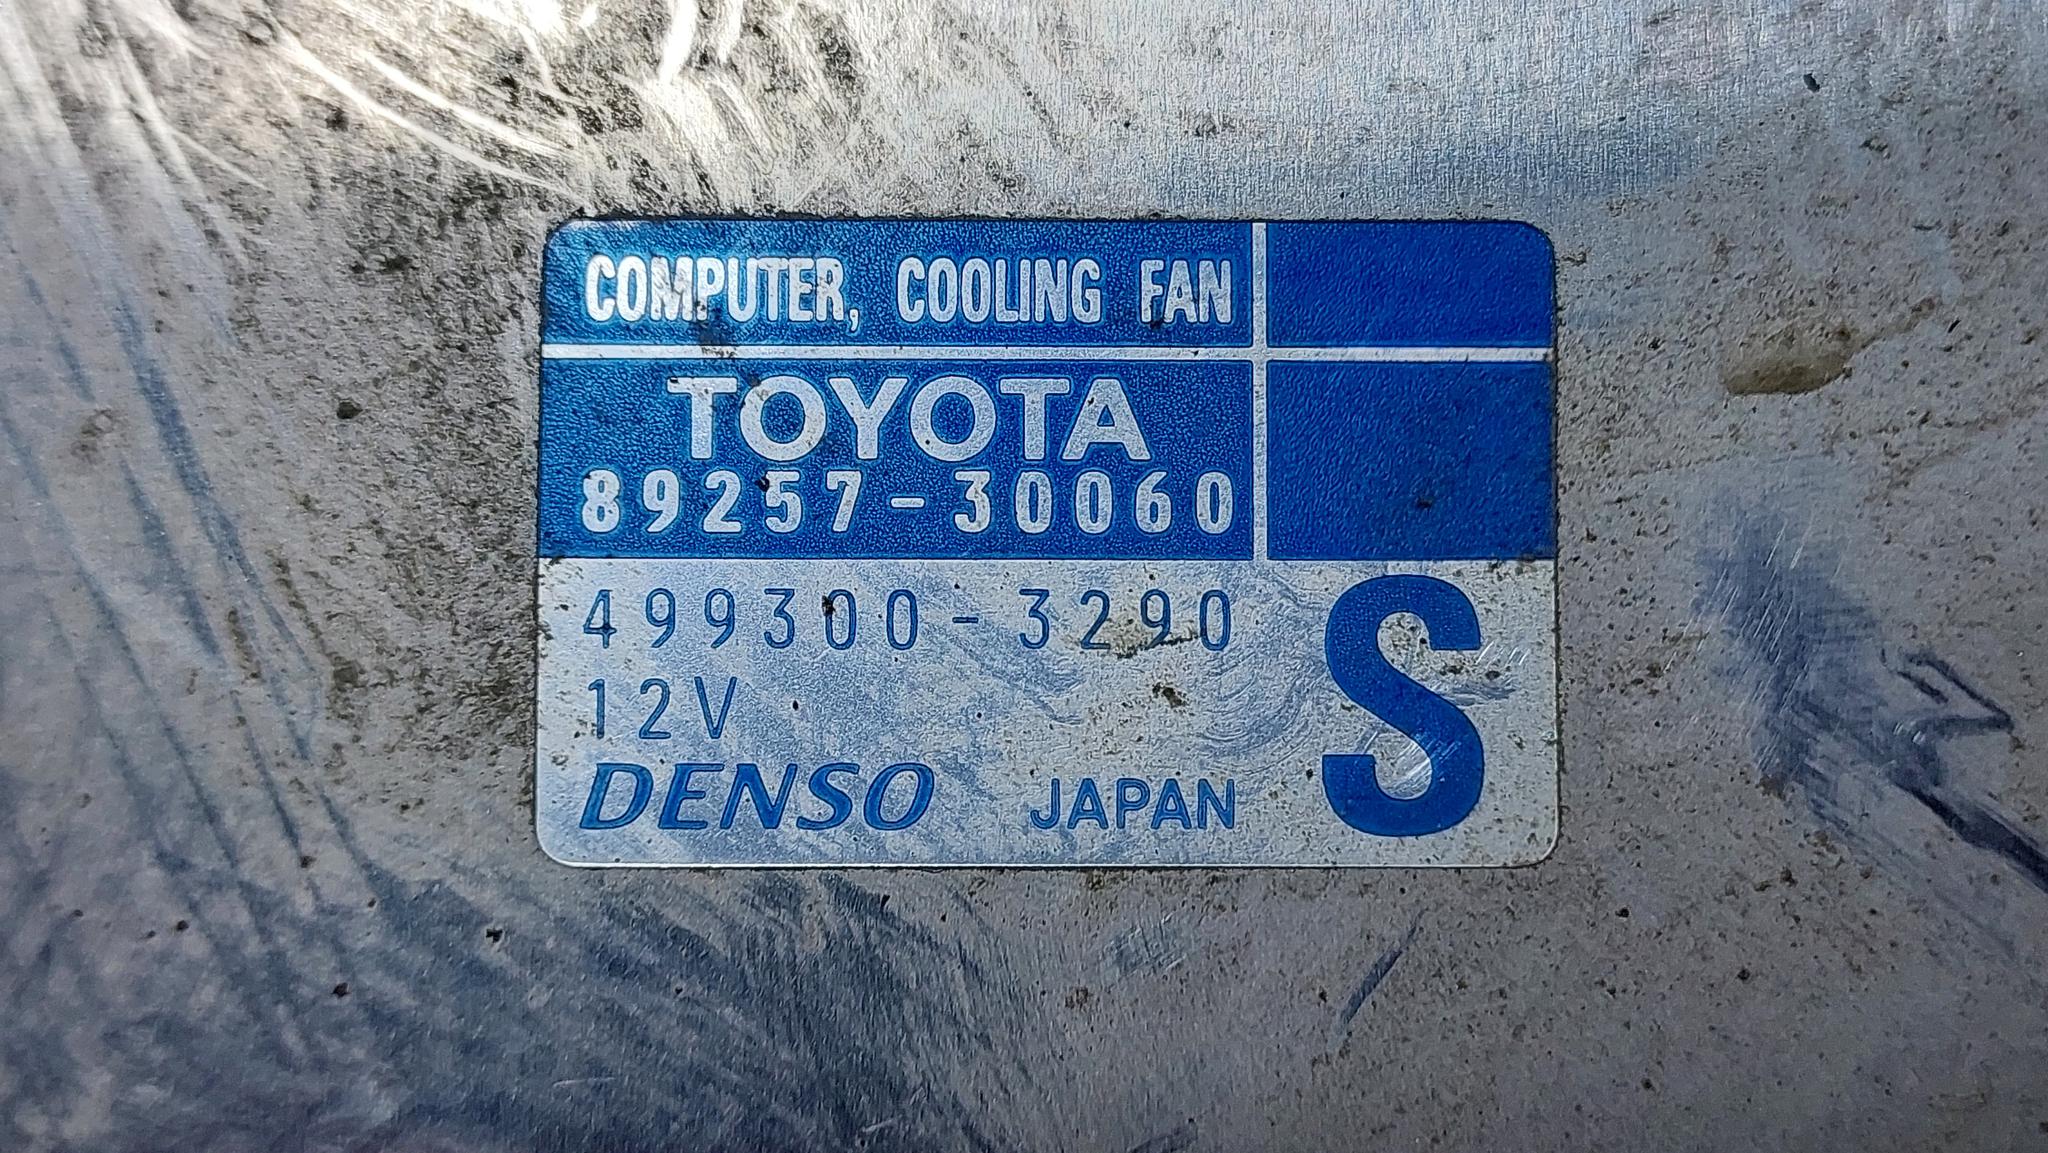 COMPUTER, COOLING FAN
TOYOTA
89257-30060
499300-3290
12V
DENSO JAPAN
S